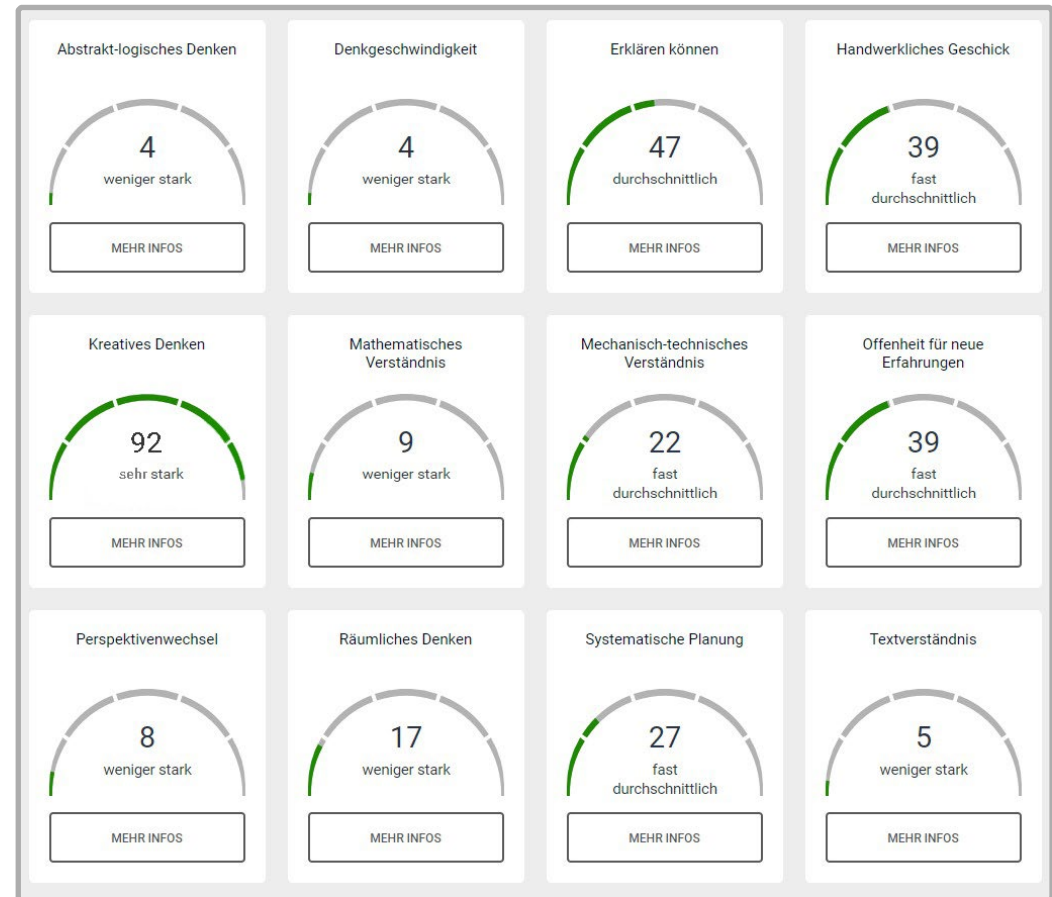 Abstrakt-logisches Denken
4
weniger stark
MEHR INFOS
Denkgeschwindigkeit
4
weniger stark
MEHR INFOS
Erklären können
47
durchschnittlich
MEHR INFOS
Handwerkliches Geschick
39
fast
durchschnittlich
MEHR INFOS
Kreatives Denken
92
sehr stark
MEHR INFOS
Mathematisches
Verständnis
9
weniger stark
MEHR INFOS
Mechanisch-technisches
Verständnis
22
fast
durchschnittlich
MEHR INFOS
Offenheit für neue
Erfahrungen
39
fast
durchschnittlich
MEHR INFOS
Perspektivenwechsel
8
weniger stark
MEHR INFOS
Räumliches Denken
17
weniger stark
MEHR INFOS
Systematische Planung
27
fast
durchschnittlich
MEHR INFOS
Textverständnis
5
weniger stark
MEHR INFOS